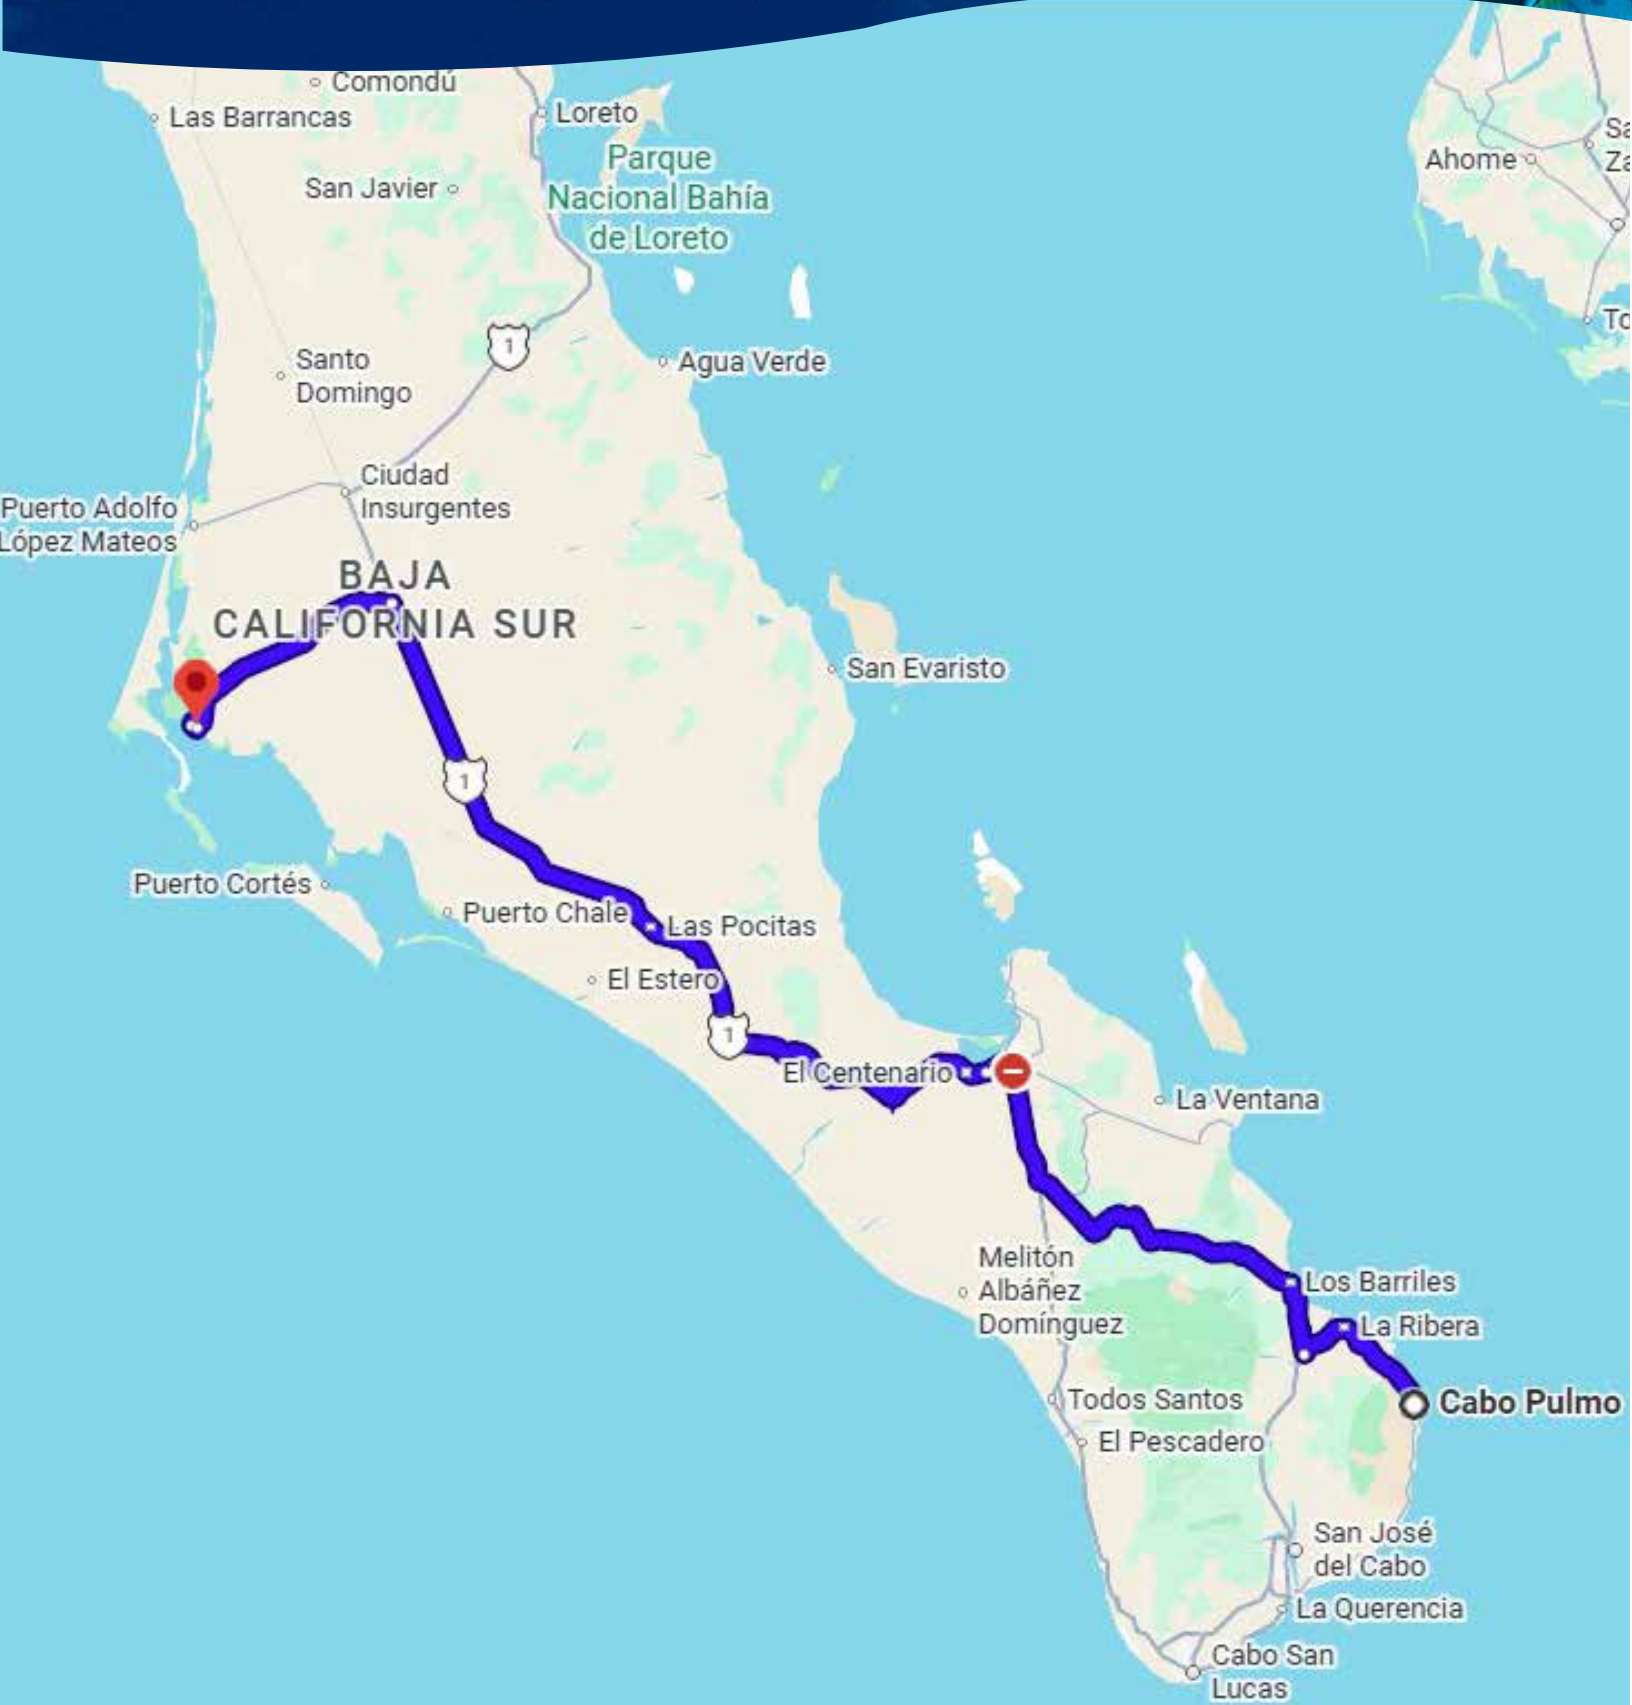 Comondú
Las Barrancas
Loreto
Parque
Nacional Bahía
de Loreto
San Javier
Ahome
Santo
Domingo
1
Agua Verde
Ciudad
Insurgentes
Puerto Adolfo
López Mateos
BAJA
CALIFORNIA SUR
San Evaristo
1
Puerto Cortés
Puerto Chale
Las Pocitas
El Estero
1
El Centenario
La Ventana
Melitón
Albáñez
Domínguez
Los Barriles
La Ribera
Cabo Pulmo
Todos Santos
El Pescadero
San José
del Cabo
La Querencia
Cabo San
Lucas